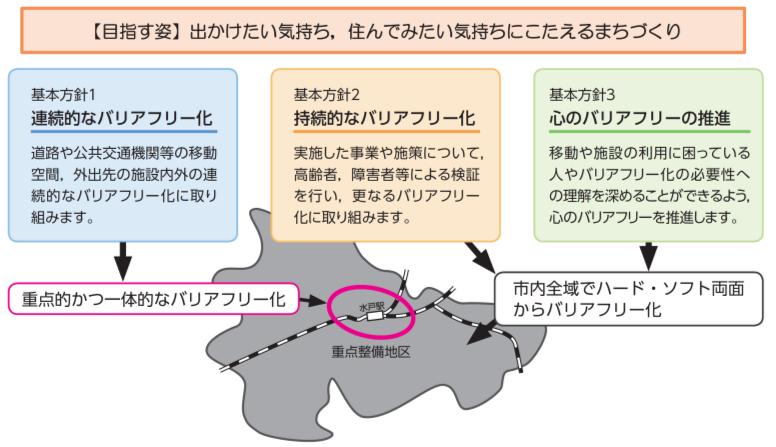 【目指す姿】出かけたい気持ち，住んでみたい気持ちにこたえるまちづくり
基本方針1
連続的なバリアフリー化
道路や公共交通機関等の移動
空間，外出先の施設内外の連
続的なバリアフリー化に取り
組みます。
基本方針2
持続的なバリアフリー化
実施した事業や施策について，
高齢者，障害者等による検証
を行い，更なるバリアフリー
化に取り組みます。
基本方針3
心のバリアフリーの推進
移動や施設の利用に困っている
人やバリアフリー化の必要性へ
の理解を深めることができるよう，
心のバリアフリーを推進します。
重点的かつ一体的なバリアフリー化
市内全域でハード・ソフト両面
からバリアフリー化
水戸駅
重点整備地区